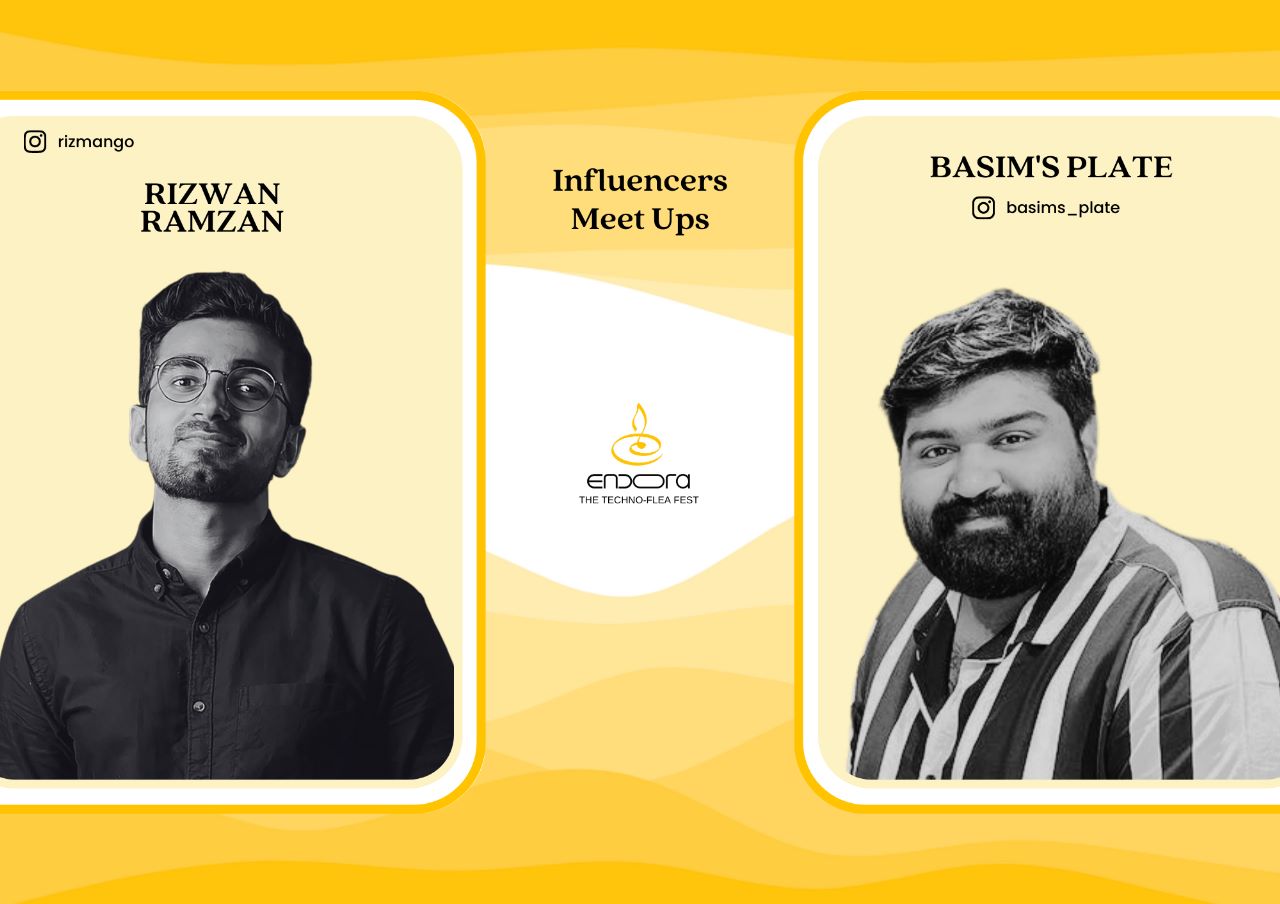 rizmango
RIZWAN
RAMZAN
Influencers
Meet Ups
enDOra
THE TECHNO-FLEA FEST
BASIM'S PLATE
basims_plate